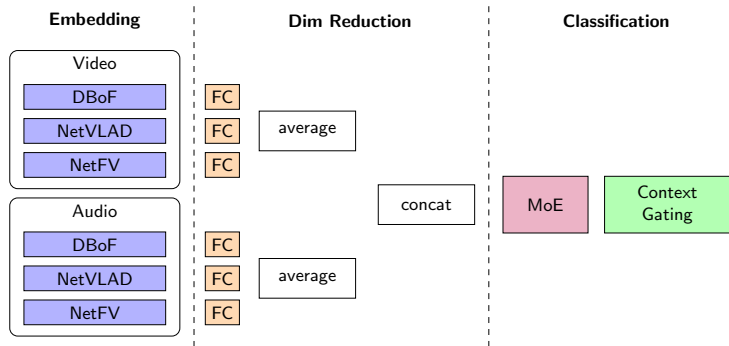 Embedding
Dim Reduction
Classification
Video
DBoF
FC
NetVLAD
FC
average
NetFV
FC
concat
MoE
Context
Gating
Audio
DBoF
FC
NetVLAD
FC
average
NetFV
FC